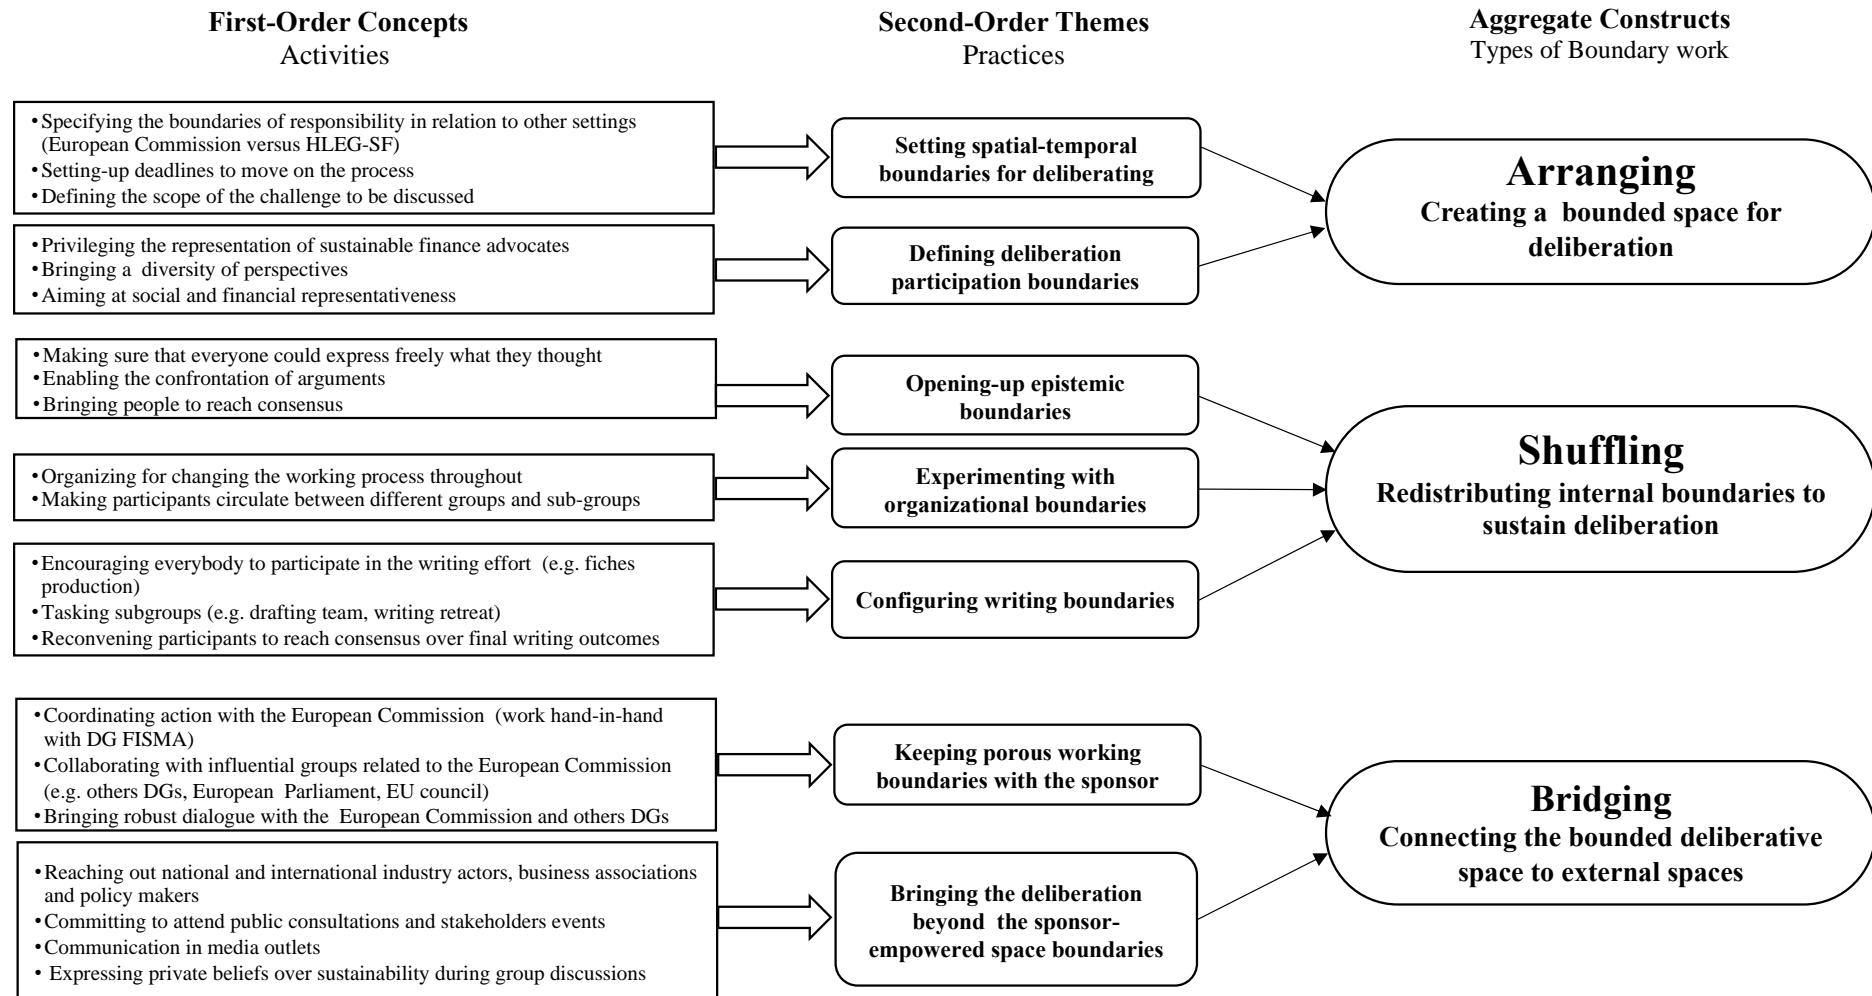 First-Order Concepts
Activities
Second-Order Themes
Practices
Aggregate Constructs
Types of Boundary work
•Specifying the boundaries of responsibility in relation to other settings
(European Commission versus HLEG-SF)
•Setting-up deadlines to move on the process
•Defining the scope of the challenge to be discussed
Setting spatial-temporal
boundaries for deliberating
•Privileging the representation of sustainable finance advocates
•Bringing a diversity of perspectives
•Aiming at social and financial representativeness
Defining deliberation
participation boundaries
Arranging
Creating a bounded space for
deliberation
•Making sure that everyone could express freely what they thought
•Enabling the confrontation of arguments
•Bringing people to reach consensus
Opening-up epistemic
boundaries
•Organizing for changing the working process throughout
•Making participants circulate between different groups and sub-groups
Experimenting with
organizational boundaries
•Encouraging everybody to participate in the writing effort (e.g. fiches
production)
•Tasking subgroups (e.g. drafting team, writing retreat)
•Reconvening participants to reach consensus over final writing outcomes
Configuring writing boundaries
Shuffling
Redistributing internal boundaries to
sustain deliberation
•Coordinating action with the European Commission (work hand-in-hand
with DG FISMA)
•Collaborating with influential groups related to the European Commission
(e.g. others DGs, European Parliament, EU council)
•Bringing robust dialogue with the European Commission and others DGs
Keeping porous working
boundaries with the sponsor
•Reaching out national and international industry actors, business associations
and policy makers
•Committing to attend public consultations and stakeholders events
•Communication in media outlets
• Expressing private beliefs over sustainability during group discussions
Bringing the deliberation
beyond the sponsor-
empowered space boundaries
Bridging
Connecting the bounded deliberative
space to external spaces